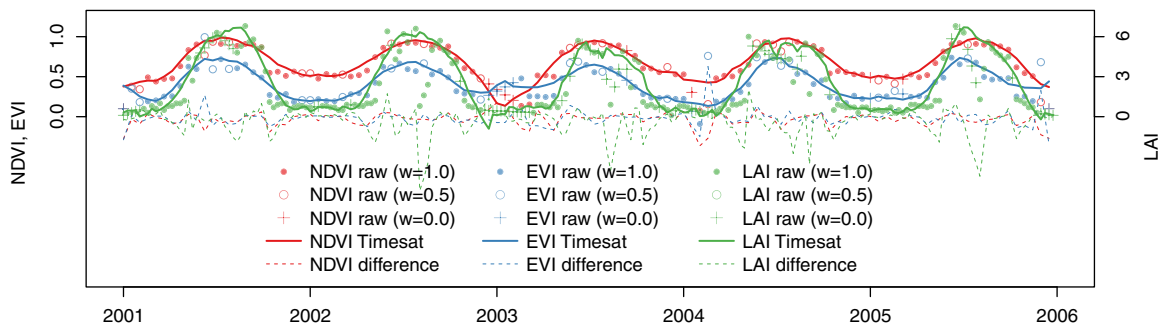 1.0
0.5
0.0
NDVI, EVI
6
3
0
LAI
NDVI raw (w=1.0) EVI raw (w=1.0) LAI raw (w=1.0)
NDVI raw (w=0.5) EVI raw (w=0.5) LAI raw (w=0.5)
NDVI raw (w=0.0) EVI raw (w=0.0) LAI raw (w=0.0)
NDVI Timesat EVI Timesat LAI Timesat
NDVI difference EVI difference LAI difference
2001 2002 2003 2004 2005 2006